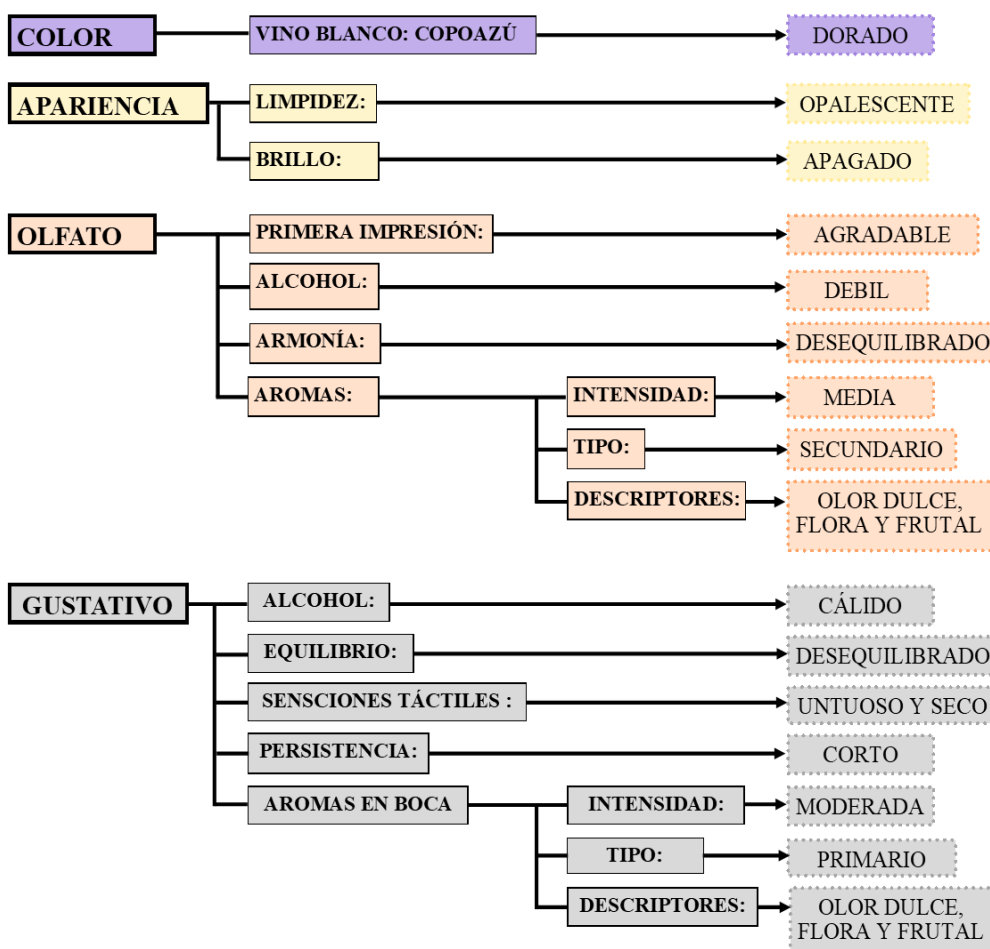 COLOR
VINO BLANCO: COPOAZÚ
DORADO
APARIENCIA
LIMPIDEZ:
OPALESCENTE
BRILLO:
APAGADO
OLFATO
PRIMERA IMPRESIÓN:
AGRADABLE
ALCOHOL:
DEBIL
ARMONÍA:
DESEQUILIBRADO
AROMAS:
INTENSIDAD:
MEDIA
TIPO:
SECUNDARIO
DESCRIPTORES:
OLOR DULCE,
FLORA Y FRUTAL
GUSTATIVO
ALCOHOL:
CÁLIDO
EQUILIBRIO:
DESEQUILIBRADO
SENSCIONES TÁCTILES :
UNTUOSO Y SECO
PERSISTENCIA:
CORTO
AROMAS EN BOCA
INTENSIDAD:
MODERADA
TIPO:
PRIMARIO
DESCRIPTORES:
OLOR DULCE,
FLORA Y FRUTAL